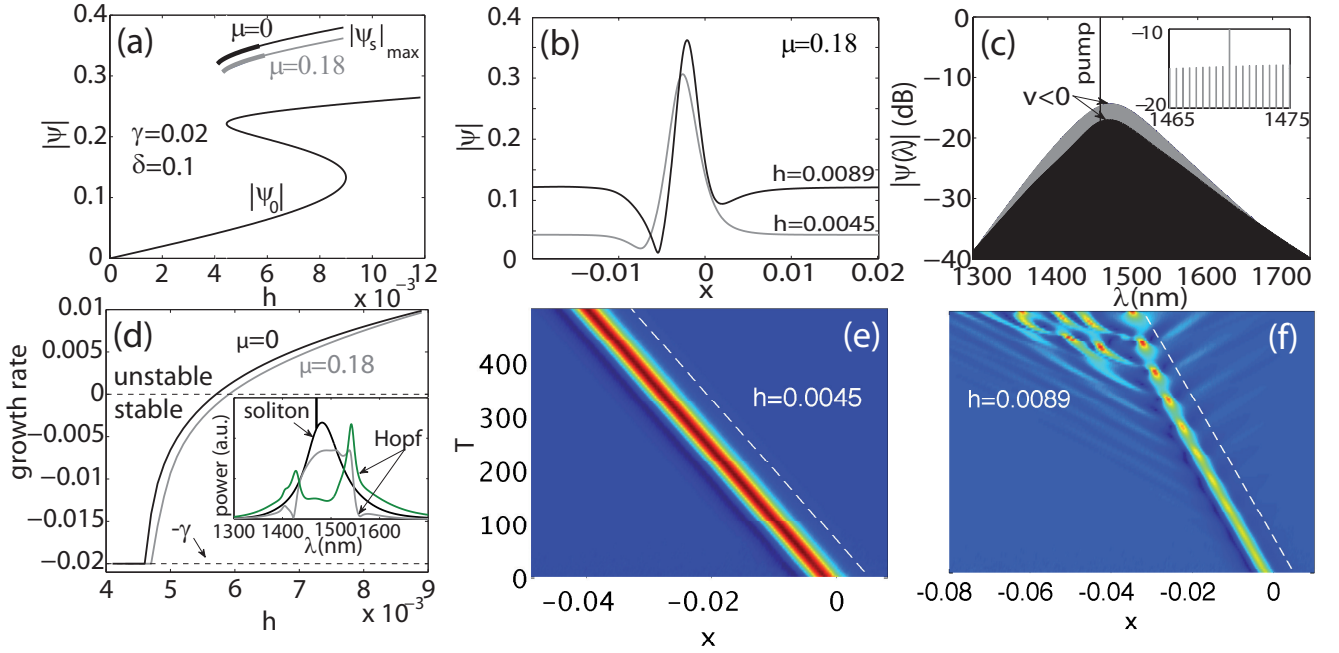 (a)
μ=0
|ψs|max
μ=0.18
γ=0.02
δ=0.1
|ψ0|
|ψ|
0.4
0.3
0.2
0.1
0
0 2 4 6 8 10 12
h
x 10⁻³
(b)
μ=0.18
|ψ|
0.4
0.3
0.2
0.1
0
h=0.0089
h=0.0045
−0.01 0 0.01 0.02
x
(c)
pump
v<0
|ψ(λ)| (dB)
0
−10
−20
−30
−40
1300 1400 1500 1600 1700
λ(nm)
−10
−20
1465 1475
(d)
μ=0
μ=0.18
growth rate
0.01
0.005
0
−0.005
−0.01
−0.015
−0.02
unstable
stable
-γ
4 5 6 7 8 9
h
x 10⁻³
soliton
Hopf
power (a.u.)
1300 1400 1500 1600
λ(nm)
(e)
h=0.0045
T
400
300
200
100
0
-0.04 -0.02 0
x
(f)
h=0.0089
-0.08 -0.06 -0.04 -0.02 0
x